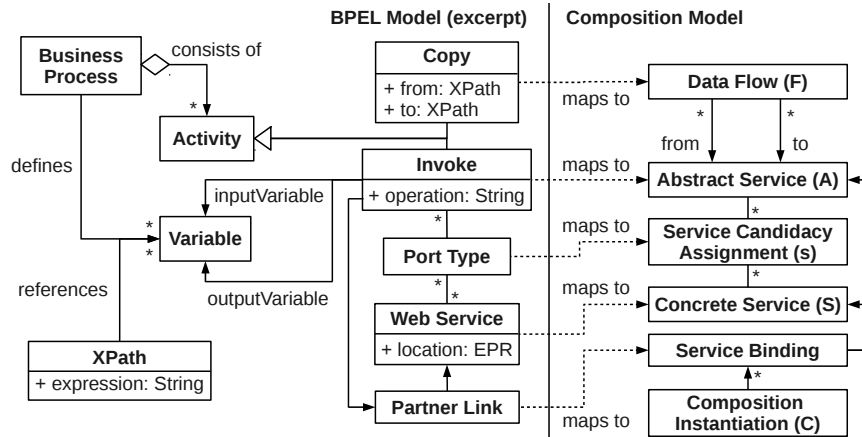 BPEL Model (excerpt)
Composition Model
Business
Process
consists of
*
Activity
Copy
+ from: XPath
+ to: XPath
maps to
Data Flow (F)
*
*
from
to
defines
Invoke
+ operation: String
maps to
Abstract Service (A)
inputVariable
*
*
Variable
*
outputVariable
*
Port Type
maps to
*
Service Candidacy
Assignment (s)
*
*
*
references
Web Service
+ location: EPR
maps to
Concrete Service (S)
XPath
+ expression: String
Service Binding
Partner Link
maps to
*
Composition
Instantiation (C)